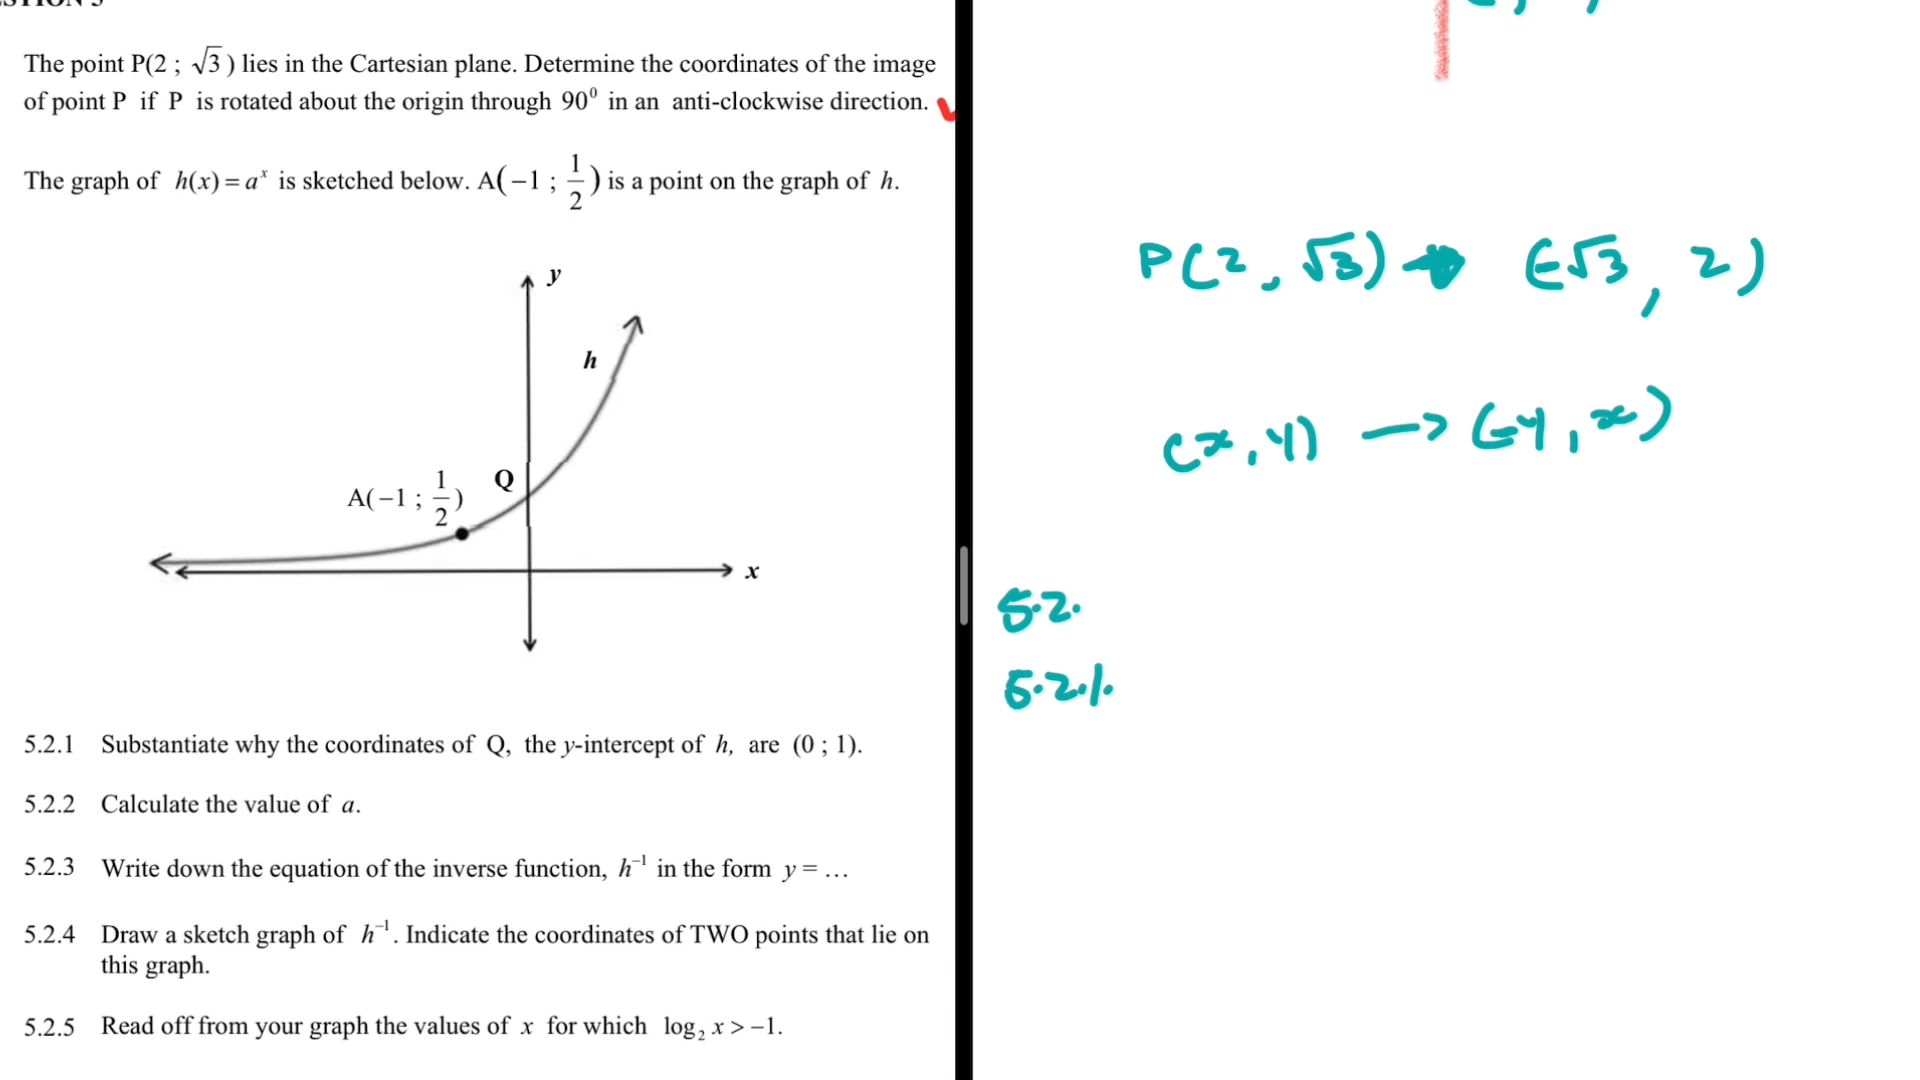 The point P(2 ; √3) lies in the Cartesian plane. Determine the coordinates of the image
of point P if P is rotated about the origin through 90⁰ in an anti-clockwise direction.
The graph of h(x) = aˣ is sketched below. A(−1 ; 1/2) is a point on the graph of h.
y
h
A(−1 ; 1/2)
Q
x
5.2.1 Substantiate why the coordinates of Q, the y-intercept of h, are (0 ; 1).
5.2.2 Calculate the value of a.
5.2.3 Write down the equation of the inverse function, h⁻¹ in the form y = …
5.2.4 Draw a sketch graph of h⁻¹. Indicate the coordinates of TWO points that lie on
this graph.
5.2.5 Read off from your graph the values of x for which log₂ x > −1.
P(2, √3) → (-√3, 2)
(x, y) → (-y, x)
5.2.
5.2.1.